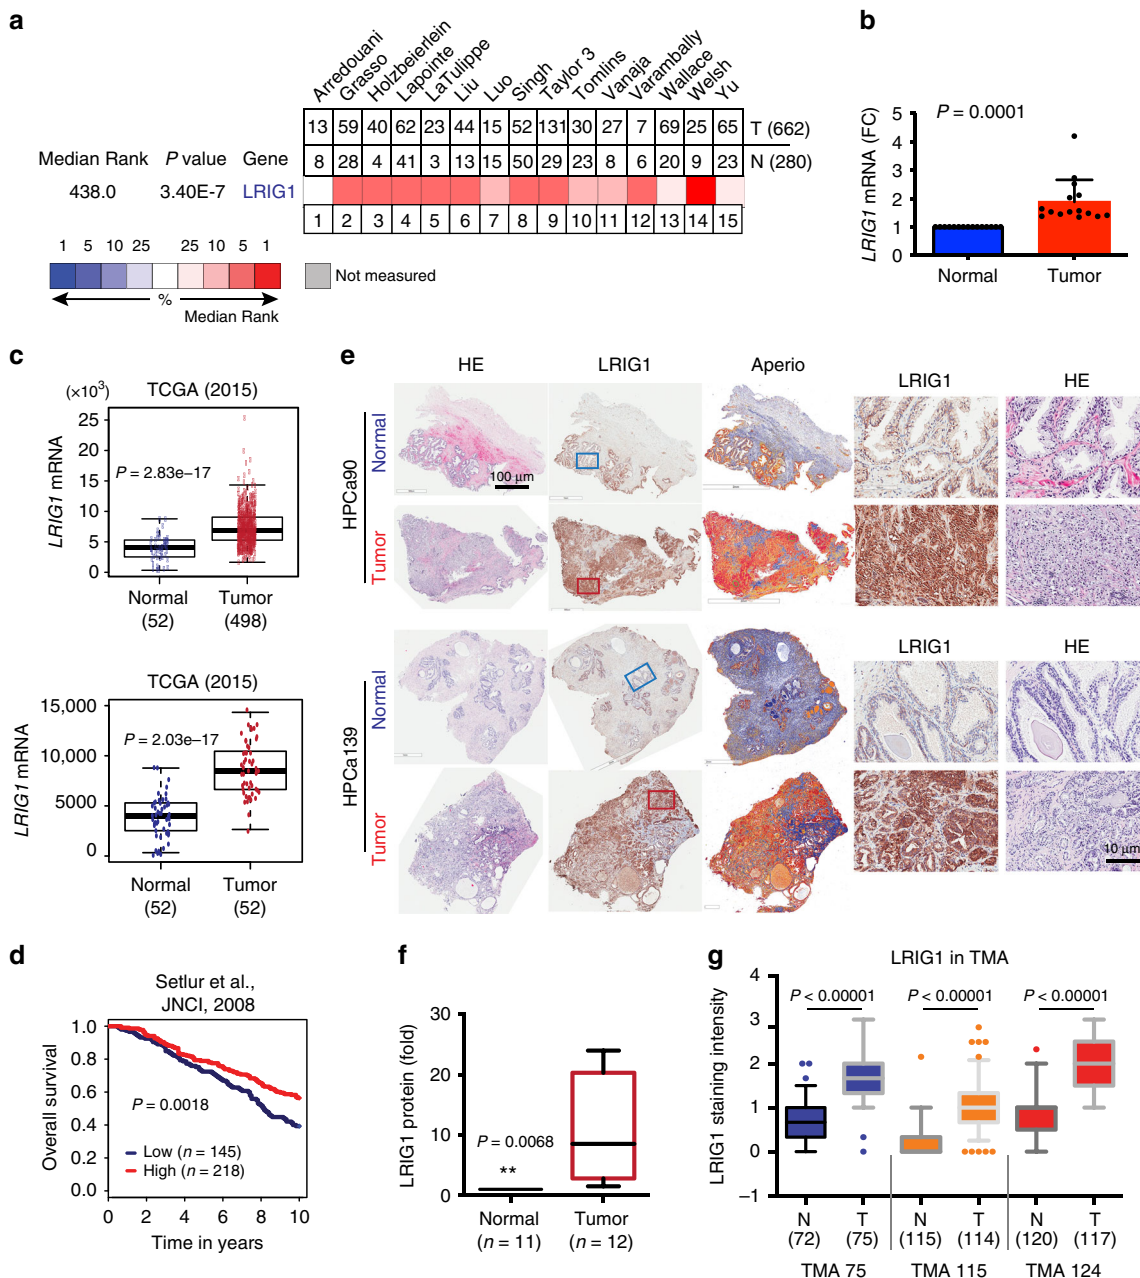 a
Arredouani Grasso Holzbeierlein Lapointe LaTulippe Liu Luo Singh Taylor 3 Tomlins Vanaja Varambally Wallace Welsh Yu
13 59 40 62 23 44 15 52 131 30 27 7 69 25 65 T (662)
8 28 4 41 3 13 15 50 29 23 8 6 20 9 23 N (280)
Median Rank P value Gene
438.0 3.40E-7 LRIG1
1 2 3 4 5 6 7 8 9 10 11 12 13 14 15
1 5 10 25 25 10 5 1
Not measured
%
Median Rank
b
P = 0.0001
LRIG1 mRNA (FC)
5
4
3
2
1
0
Normal Tumor
c
(×10³) TCGA (2015)
LRIG1 mRNA
25
20
15
10
5
0
P = 2.83e–17
Normal Tumor
(52) (498)
TCGA (2015)
LRIG1 mRNA
15,000
10,000
5000
0
P = 2.03e–17
Normal Tumor
(52) (52)
d
Setlur et al.,
JNCI, 2008
Overall survival
1.0
0.8
0.6
0.4
0.2
0.0
P = 0.0018
Low (n = 145)
High (n = 218)
0 2 4 6 8 10
Time in years
e
HE LRIG1 Aperio LRIG1 HE
HPCa90
Normal
100 µm
Tumor
LRIG1 HE
HPCa139
Normal
Tumor
10 µm
f
LRIG1 protein (fold)
30
20
10
0
P = 0.0068
**
Normal Tumor
(n = 11) (n = 12)
g
LRIG1 in TMA
LRIG1 staining intensity
4
3
2
1
0
–1
P < 0.00001 P < 0.00001 P < 0.00001
N T N T N T
(72) (75) (115) (114) (120) (117)
TMA 75 TMA 115 TMA 124